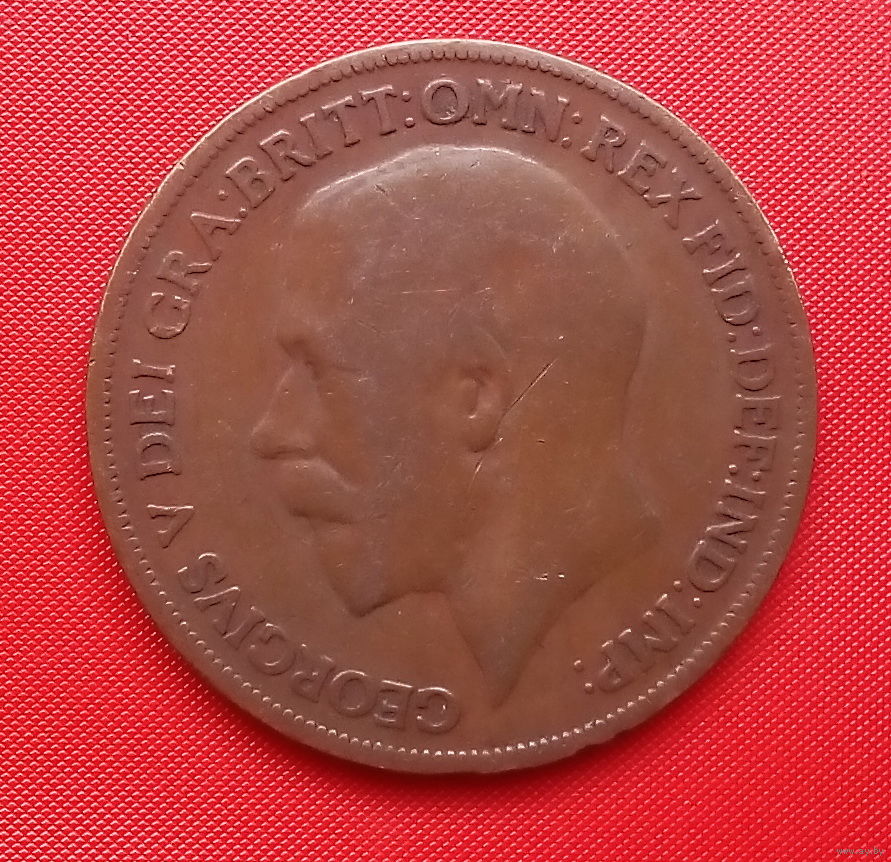 GEORGIVS V DEI GRA:BRITT:OMN:REX FID:DEF:IND:IMP: